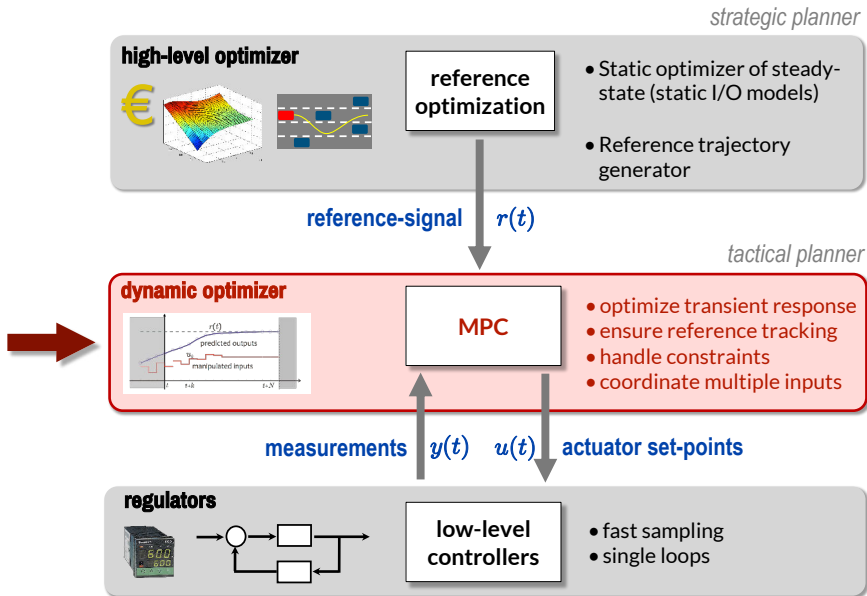 strategic planner
high-level optimizer
€
reference
optimization
• Static optimizer of steady-
state (static I/O models)
• Reference trajectory
generator
reference-signal r(t)
tactical planner
dynamic optimizer
r(t)
predicted outputs
manipulated inputs
t t+k t+N
MPC
• optimize transient response
• ensure reference tracking
• handle constraints
• coordinate multiple inputs
measurements y(t) u(t) actuator set-points
regulators
600
600
low-level
controllers
• fast sampling
• single loops